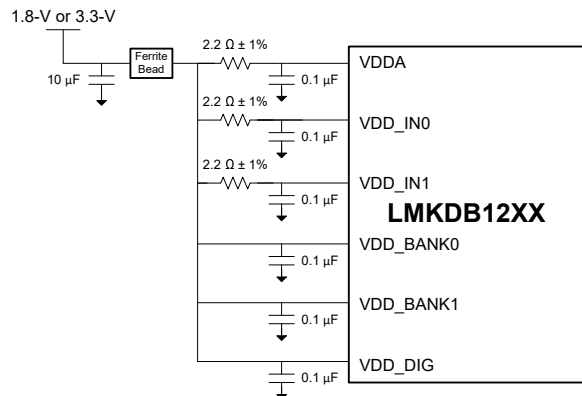 1.8-V or 3.3-V
Ferrite
Bead
10 µF
2.2 Ω ± 1%
0.1 µF
VDDA
2.2 Ω ± 1%
0.1 µF
VDD_IN0
2.2 Ω ± 1%
0.1 µF
VDD_IN1
LMKDB12XX
VDD_BANK0
0.1 µF
VDD_BANK1
0.1 µF
VDD_DIG
0.1 µF